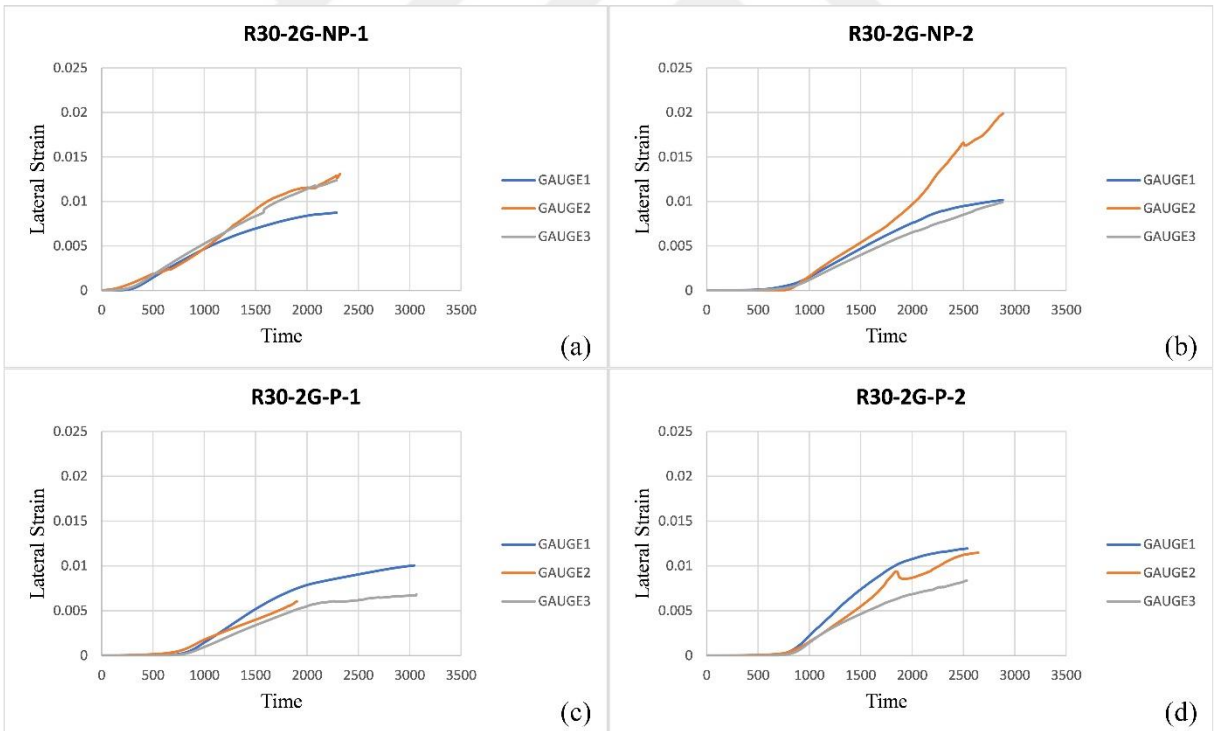 R30-2G-NP-1
0.025
0.02
0.015
0.01
0.005
0
Lateral Strain
0 500 1000 1500 2000 2500 3000 3500
Time
GAUGE1
GAUGE2
GAUGE3
(a)
R30-2G-NP-2
0.025
0.02
0.015
0.01
0.005
0
Lateral Strain
0 500 1000 1500 2000 2500 3000 3500
Time
GAUGE1
GAUGE2
GAUGE3
(b)
R30-2G-P-1
0.025
0.02
0.015
0.01
0.005
0
Lateral Strain
0 500 1000 1500 2000 2500 3000 3500
Time
GAUGE1
GAUGE2
GAUGE3
(c)
R30-2G-P-2
0.025
0.02
0.015
0.01
0.005
0
Lateral Strain
0 500 1000 1500 2000 2500 3000 3500
Time
GAUGE1
GAUGE2
GAUGE3
(d)